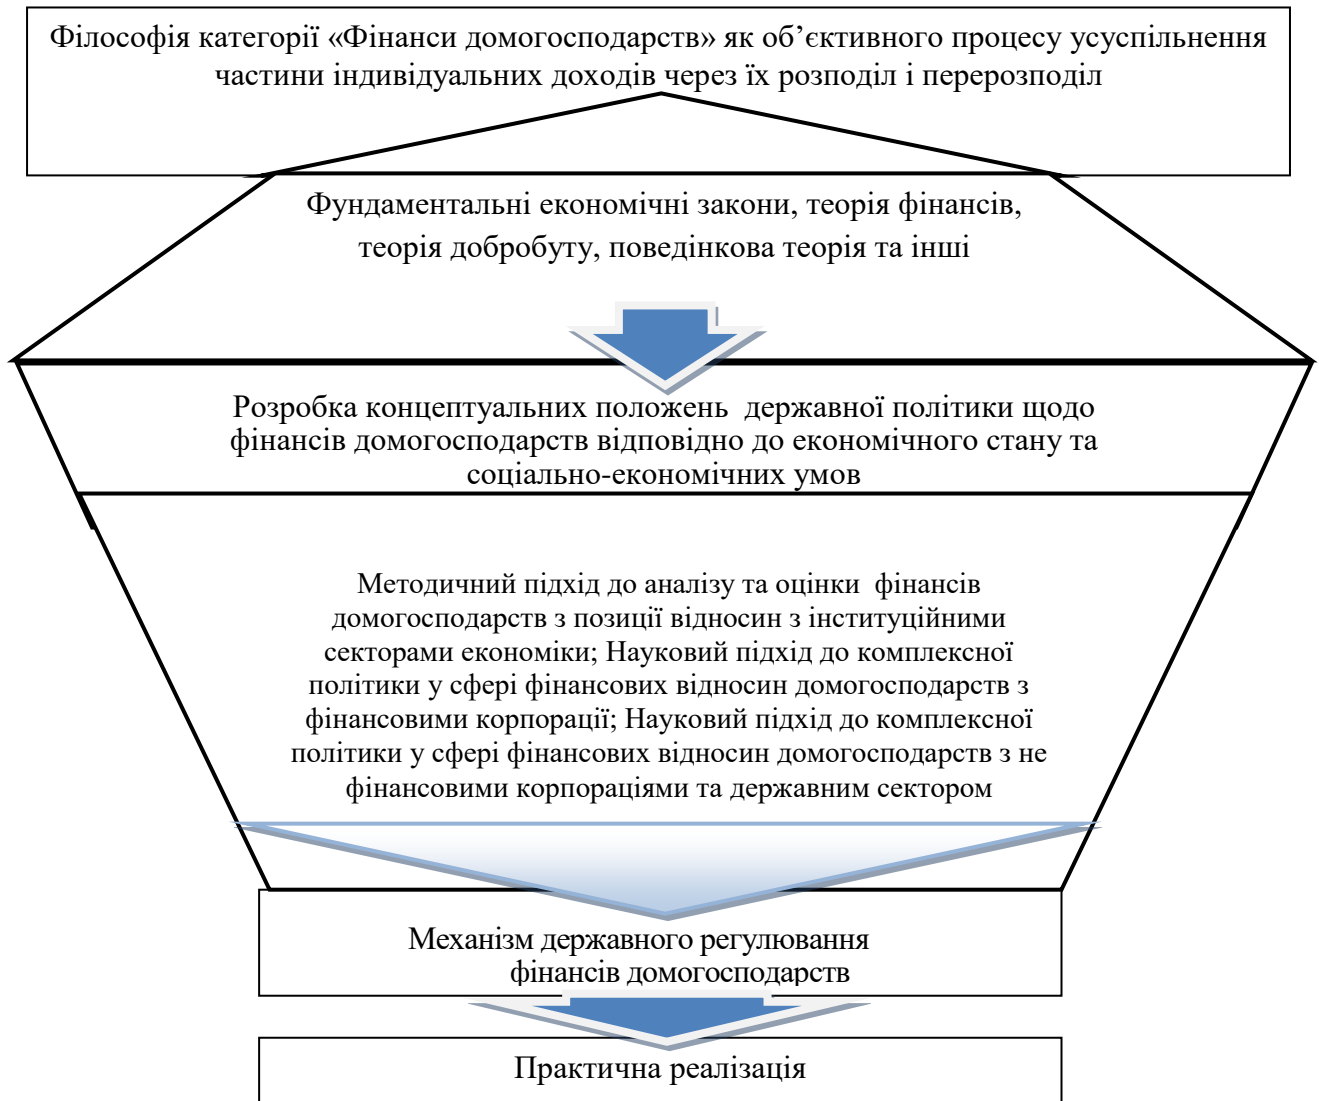 Філософія категорії «Фінанси домогосподарств» як об’єктивного процесу усуспільнення
частини індивідуальних доходів через їх розподіл і перерозподіл
Фундаментальні економічні закони, теорія фінансів,
теорія добробуту, поведінкова теорія та інші
Розробка концептуальних положень державної політики щодо
фінансів домогосподарств відповідно до економічного стану та
соціально-економічних умов
Методичний підхід до аналізу та оцінки фінансів
домогосподарств з позиції відносин з інституційними
секторами економіки; Науковий підхід до комплексної
політики у сфері фінансових відносин домогосподарств з
фінансовими корпорації; Науковий підхід до комплексної
політики у сфері фінансових відносин домогосподарств з не
фінансовими корпораціями та державним сектором
Механізм державного регулювання
фінансів домогосподарств
Практична реалізація